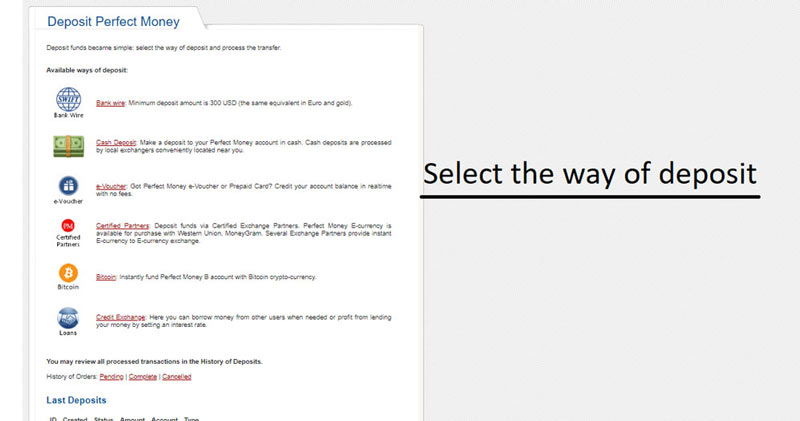 Deposit Perfect Money
Deposit funds became simple: select the way of deposit and process the transfer.
Available ways of deposit:
SWIFT
Bank Wire
Bank wire: Minimum deposit amount is 300 USD (the same equivalent in Euro and gold).
Cash Deposit: Make a deposit to your Perfect Money account in cash. Cash deposits are processed
by local exchangers conveniently located near you.
Select the way of deposit
e-Voucher
e-Voucher: Got Perfect Money e-Voucher or Prepaid Card? Credit your account balance in realtime
with no fees.
PM
Certified
Partners
Certified Partners: Deposit funds via Certified Exchange Partners. Perfect Money E-currency is
available for purchase with Western Union, MoneyGram. Several Exchange Partners provide instant
E-currency to E-currency exchange.
Bitcoin
Bitcoin: Instantly fund Perfect Money B account with Bitcoin crypto-currency.
Loans
Credit Exchange: Here you can borrow money from other users when needed or profit from lending
your money by setting an interest rate.
You may review all processed transactions in the History of Deposits.
History of Orders: Pending | Complete | Cancelled
Last Deposits
ID Created Status Amount Account Type